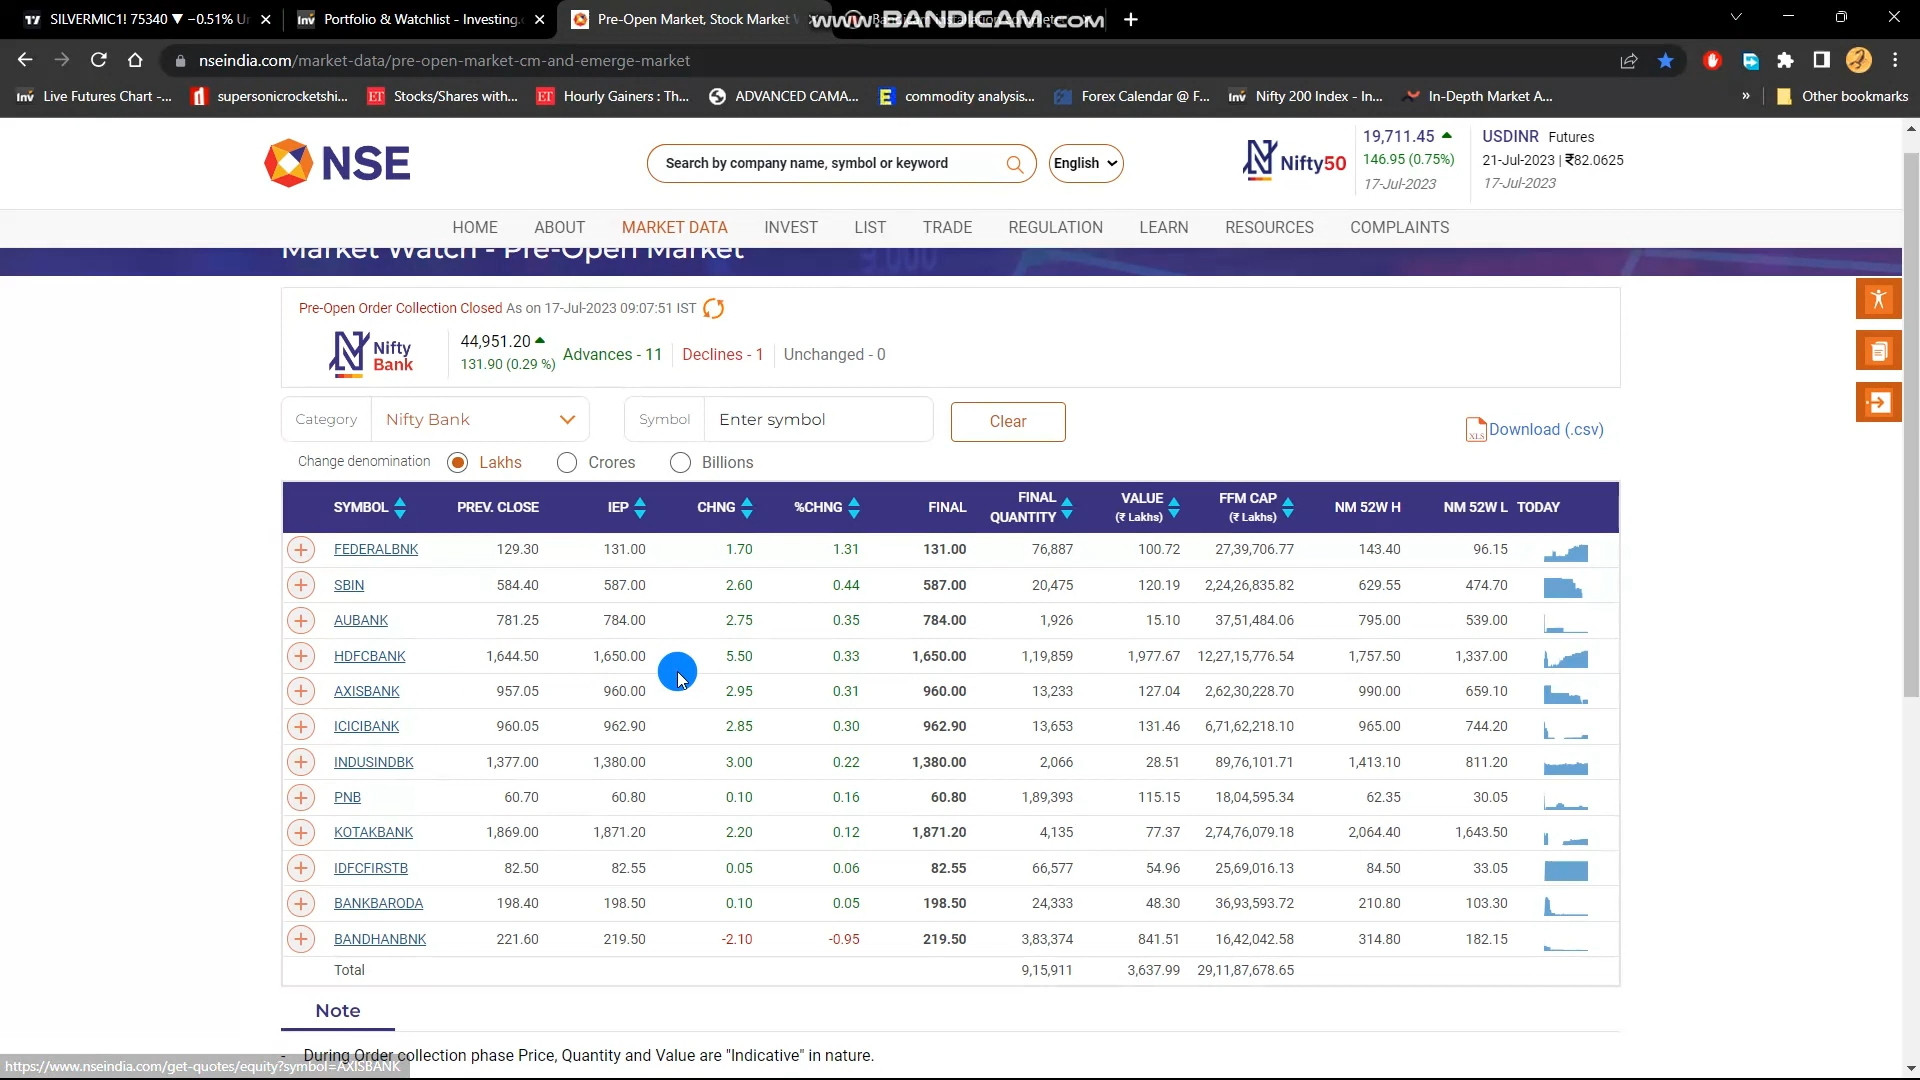 SILVERMIC1! 75340 ▼ −0.51% Un
Portfolio & Watchlist - Investing.
Pre-Open Market, Stock Market
www.BANDICAM.com
nseindia.com/market-data/pre-open-market-cm-and-emerge-market
Live Futures Chart -...
supersonicrocketshi...
Stocks/Shares with...
Hourly Gainers : Th...
ADVANCED CAMA...
commodity analysis...
Forex Calendar @ F...
Nifty 200 Index - In...
In-Depth Market A...
»
Other bookmarks
NSE
Search by company name, symbol or keyword
English
Nifty50
19,711.45
146.95 (0.75%)
17-Jul-2023
USDINR Futures
21-Jul-2023 | ₹82.0625
17-Jul-2023
HOME ABOUT MARKET DATA INVEST LIST TRADE REGULATION LEARN RESOURCES COMPLAINTS
Market Watch - Pre-Open Market
Pre-Open Order Collection Closed As on 17-Jul-2023 09:07:51 IST
Nifty Bank
44,951.20
131.90 (0.29 %)
Advances - 11 Declines - 1 Unchanged - 0
Category Nifty Bank Symbol Enter symbol Clear
XLS Download (.csv)
Change denomination Lakhs Crores Billions
SYMBOL PREV. CLOSE IEP CHNG %CHNG FINAL FINAL QUANTITY VALUE (₹ Lakhs) FFM CAP (₹ Lakhs) NM 52W H NM 52W L TODAY
FEDERALBNK 129.30 131.00 1.70 1.31 131.00 76,887 100.72 27,39,706.77 143.40 96.15
SBIN 584.40 587.00 2.60 0.44 587.00 20,475 120.19 2,24,26,835.82 629.55 474.70
AUBANK 781.25 784.00 2.75 0.35 784.00 1,926 15.10 37,51,484.06 795.00 539.00
HDFCBANK 1,644.50 1,650.00 5.50 0.33 1,650.00 1,19,859 1,977.67 12,27,15,776.54 1,757.50 1,337.00
AXISBANK 957.05 960.00 2.95 0.31 960.00 13,233 127.04 2,62,30,228.70 990.00 659.10
ICICIBANK 960.05 962.90 2.85 0.30 962.90 13,653 131.46 6,71,62,218.10 965.00 744.20
INDUSINDBK 1,377.00 1,380.00 3.00 0.22 1,380.00 2,066 28.51 89,76,101.71 1,413.10 811.20
PNB 60.70 60.80 0.10 0.16 60.80 1,89,393 115.15 18,04,595.34 62.35 30.05
KOTAKBANK 1,869.00 1,871.20 2.20 0.12 1,871.20 4,135 77.37 2,74,76,079.18 2,064.40 1,643.50
IDFCFIRSTB 82.50 82.55 0.05 0.06 82.55 66,577 54.96 25,69,016.13 84.50 33.05
BANKBARODA 198.40 198.50 0.10 0.05 198.50 24,333 48.30 36,93,593.72 210.80 103.30
BANDHANBNK 221.60 219.50 -2.10 -0.95 219.50 3,83,374 841.51 16,42,042.58 314.80 182.15
Total 9,15,911 3,637.99 29,11,87,678.65
Note
- During Order collection phase Price, Quantity and Value are "Indicative" in nature.
https://www.nseindia.com/get-quotes/equity?symbol=AXISBANK